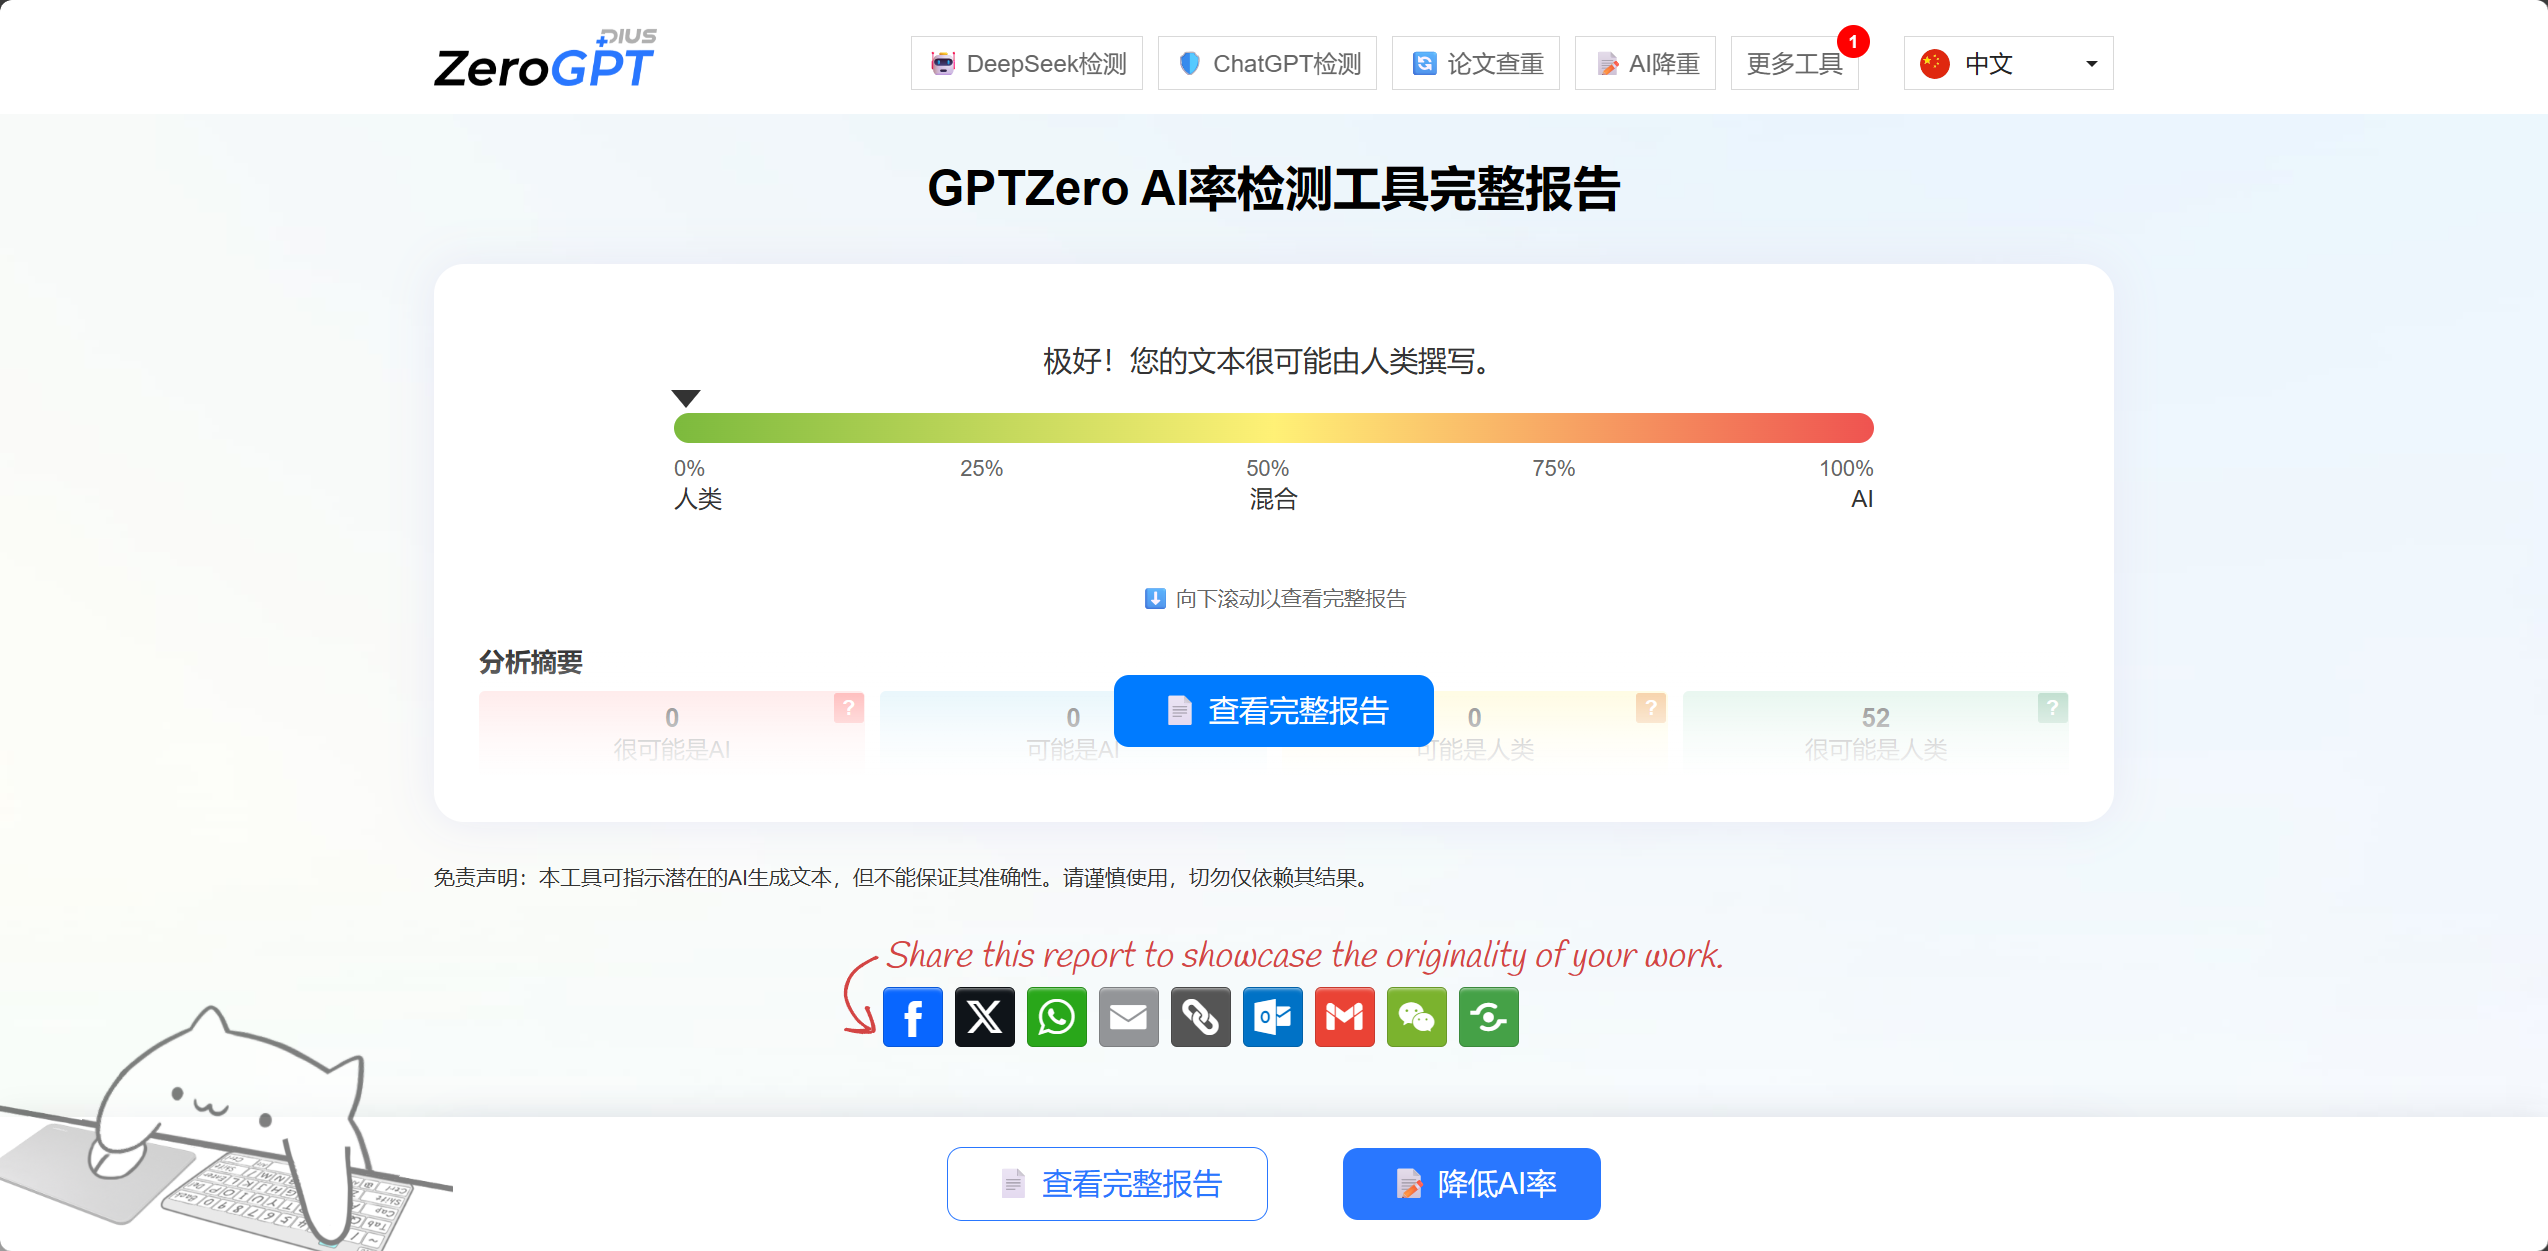 ZeroGPT plus
DeepSeek检测
ChatGPT检测
论文查重
AI降重
更多工具
1
中文
GPTZero AI率检测工具完整报告
极好！您的文本很可能由人类撰写。
0% 25% 50% 75% 100%
人类 混合 AI
向下滚动以查看完整报告
分析摘要
0
很可能是AI
?
0
可能是AI
查看完整报告
0
可能是人类
?
52
很可能是人类
?
免责声明：本工具可指示潜在的AI生成文本，但不能保证其准确性。请谨慎使用，切勿仅依赖其结果。
Share this report to showcase the originality of your work.
查看完整报告
降低AI率